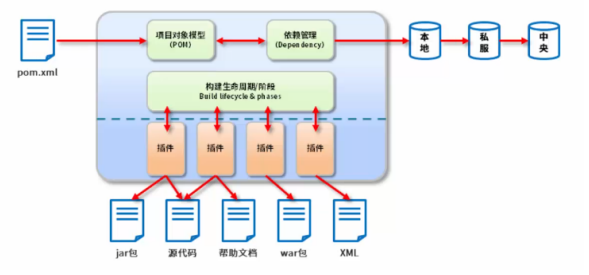 项目对象模型
(POM)
依赖管理
(Dependency)
本地
私服
中央
pom.xml
构建生命周期/阶段
Build lifecycle & phases
插件
插件
插件
插件
jar包
源代码
帮助文档
war包
XML